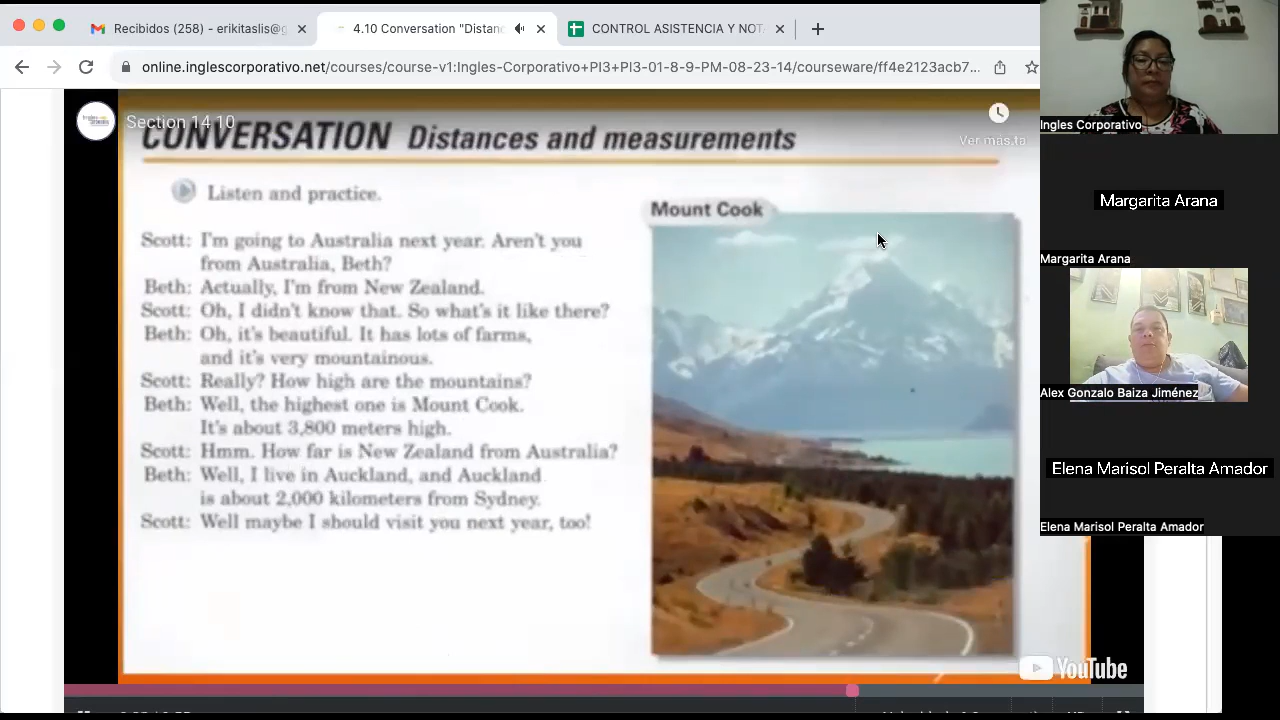 Recibidos (258) - erikitaslis@g
4.10 Conversation "Distanc
CONTROL ASISTENCIA Y NOT
online.inglescorporativo.net/courses/course-v1:Ingles-Corporativo+PI3+PI3-01-8-9-PM-08-23-14/courseware/ff4e2123acb7...
Section 14 10
CONVERSATION Distances and measurements
Ver más ta
Listen and practice.
Mount Cook
Scott: I'm going to Australia next year. Aren't you
from Australia, Beth?
Beth: Actually, I'm from New Zealand.
Scott: Oh, I didn't know that. So what's it like there?
Beth: Oh, it's beautiful. It has lots of farms,
and it's very mountainous.
Scott: Really? How high are the mountains?
Beth: Well, the highest one is Mount Cook.
It's about 3,800 meters high.
Scott: Hmm. How far is New Zealand from Australia?
Beth: Well, I live in Auckland, and Auckland
is about 2,000 kilometers from Sydney.
Scott: Well maybe I should visit you next year, too!
YouTube
Ingles Corporativo
Margarita Arana
Margarita Arana
Alex Gonzalo Baiza Jiménez
Elena Marisol Peralta Amador
Elena Marisol Peralta Amador